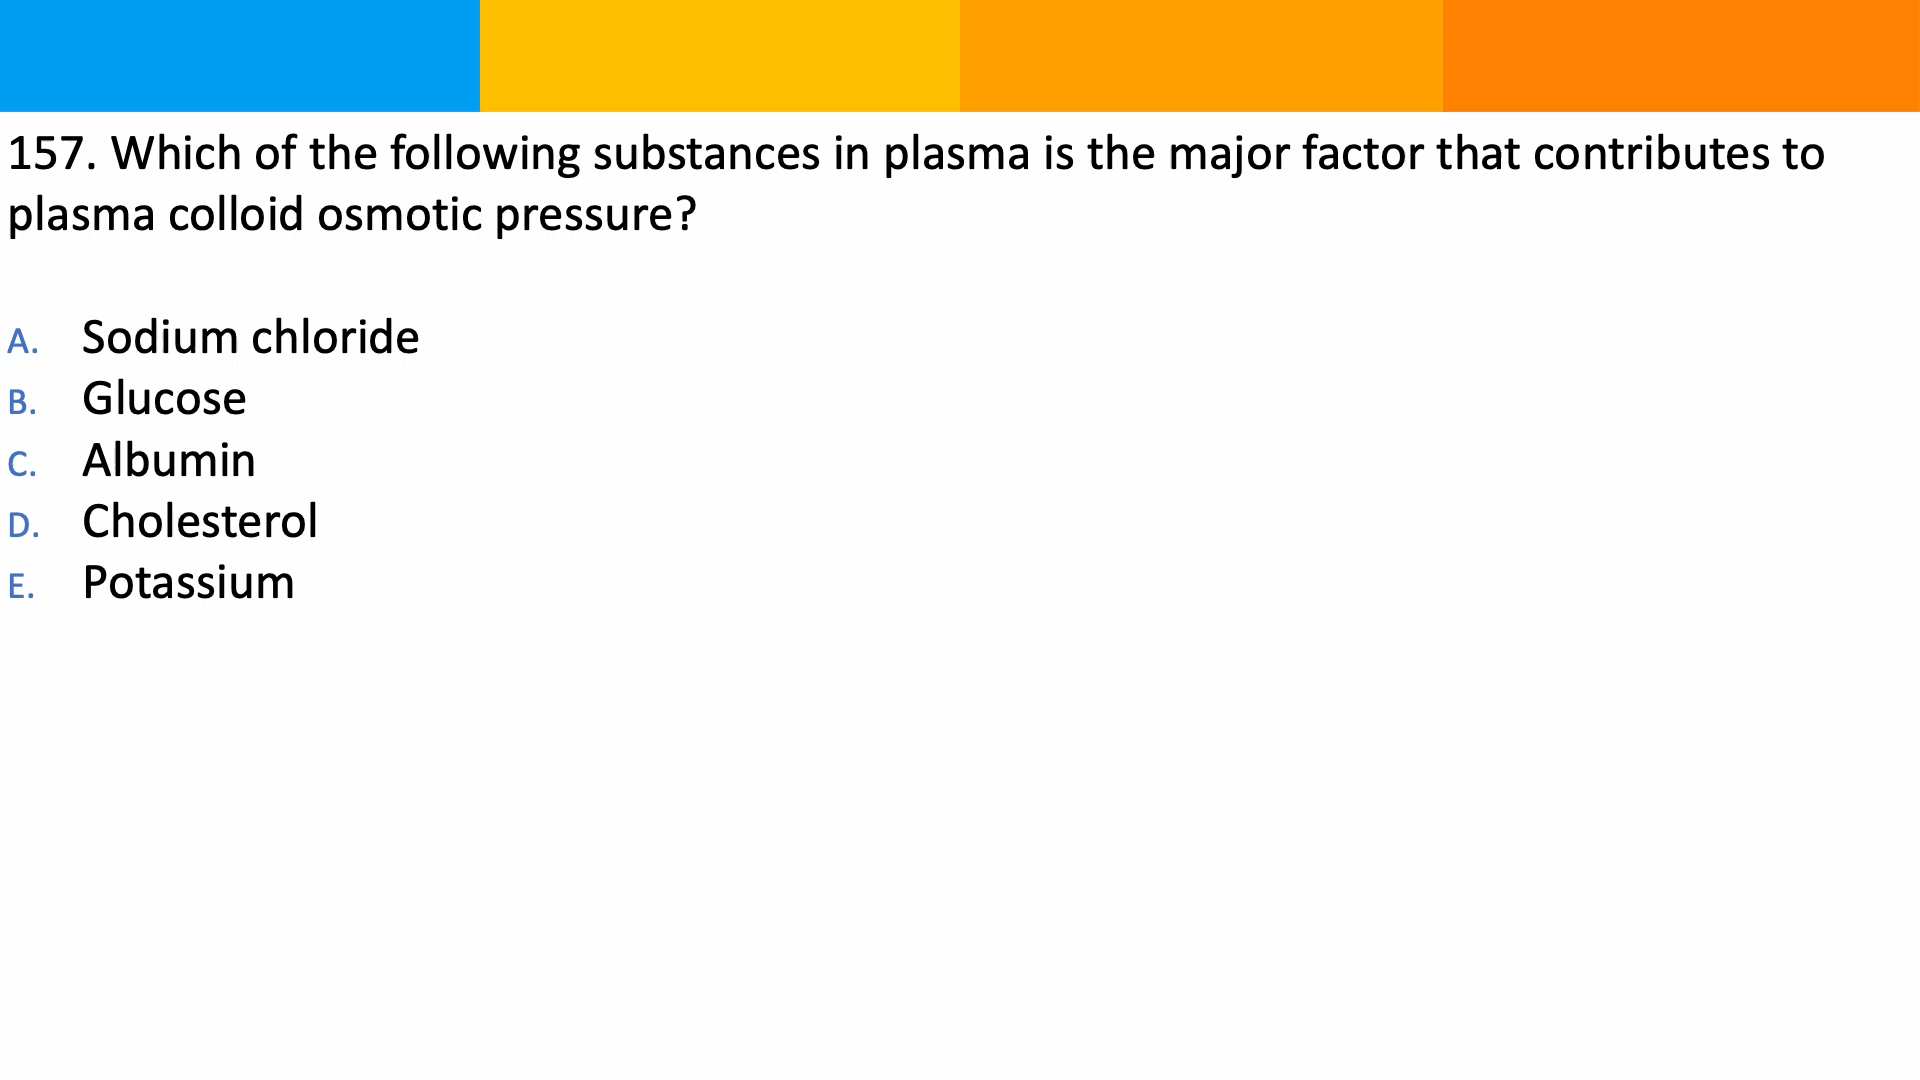 157. Which of the following substances in plasma is the major factor that contributes to
plasma colloid osmotic pressure?
A. Sodium chloride
B. Glucose
C. Albumin
D. Cholesterol
E. Potassium